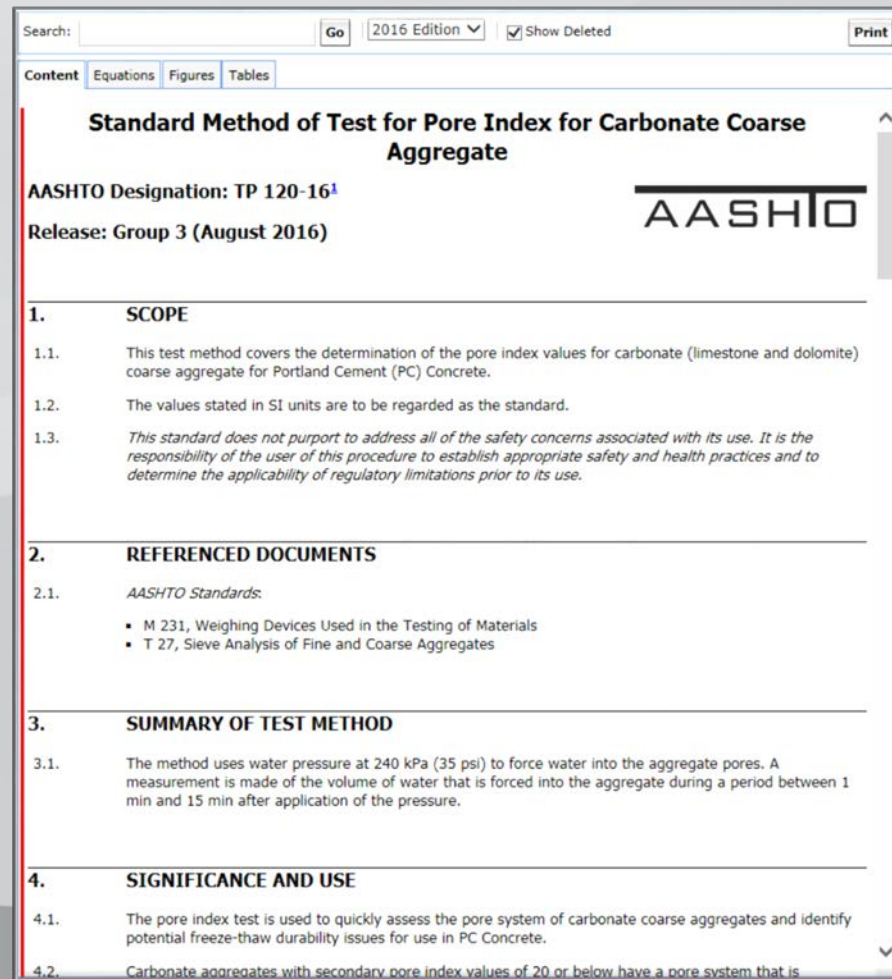 Search:
Go
2016 Edition
Show Deleted
Print
Content
Equations
Figures
Tables
Standard Method of Test for Pore Index for Carbonate Coarse
Aggregate
AASHTO Designation: TP 120-16¹
AASHTO
Release: Group 3 (August 2016)
1. SCOPE
1.1. This test method covers the determination of the pore index values for carbonate (limestone and dolomite)
coarse aggregate for Portland Cement (PC) Concrete.
1.2. The values stated in SI units are to be regarded as the standard.
1.3. This standard does not purport to address all of the safety concerns associated with its use. It is the
responsibility of the user of this procedure to establish appropriate safety and health practices and to
determine the applicability of regulatory limitations prior to its use.
2. REFERENCED DOCUMENTS
2.1. AASHTO Standards:
▪ M 231, Weighing Devices Used in the Testing of Materials
▪ T 27, Sieve Analysis of Fine and Coarse Aggregates
3. SUMMARY OF TEST METHOD
3.1. The method uses water pressure at 240 kPa (35 psi) to force water into the aggregate pores. A
measurement is made of the volume of water that is forced into the aggregate during a period between 1
min and 15 min after application of the pressure.
4. SIGNIFICANCE AND USE
4.1. The pore index test is used to quickly assess the pore system of carbonate coarse aggregates and identify
potential freeze-thaw durability issues for use in PC Concrete.
4.2. Carbonate aggregates with secondary pore index values of 20 or below have a pore system that is